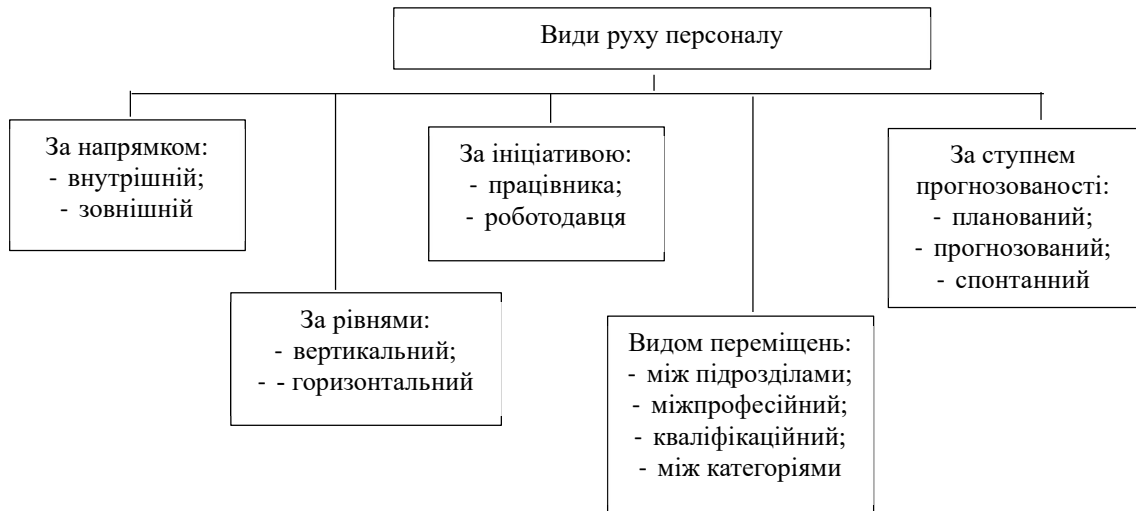 Види руху персоналу
За напрямком:
- внутрішній;
- зовнішній
За рівнями:
- вертикальний;
- - горизонтальний
За ініціативою:
- працівника;
- роботодавця
Видом переміщень:
- між підрозділами;
- міжпрофесійний;
- кваліфікаційний;
- між категоріями
За ступнем
прогнозованості:
- планований;
- прогнозований;
- спонтанний